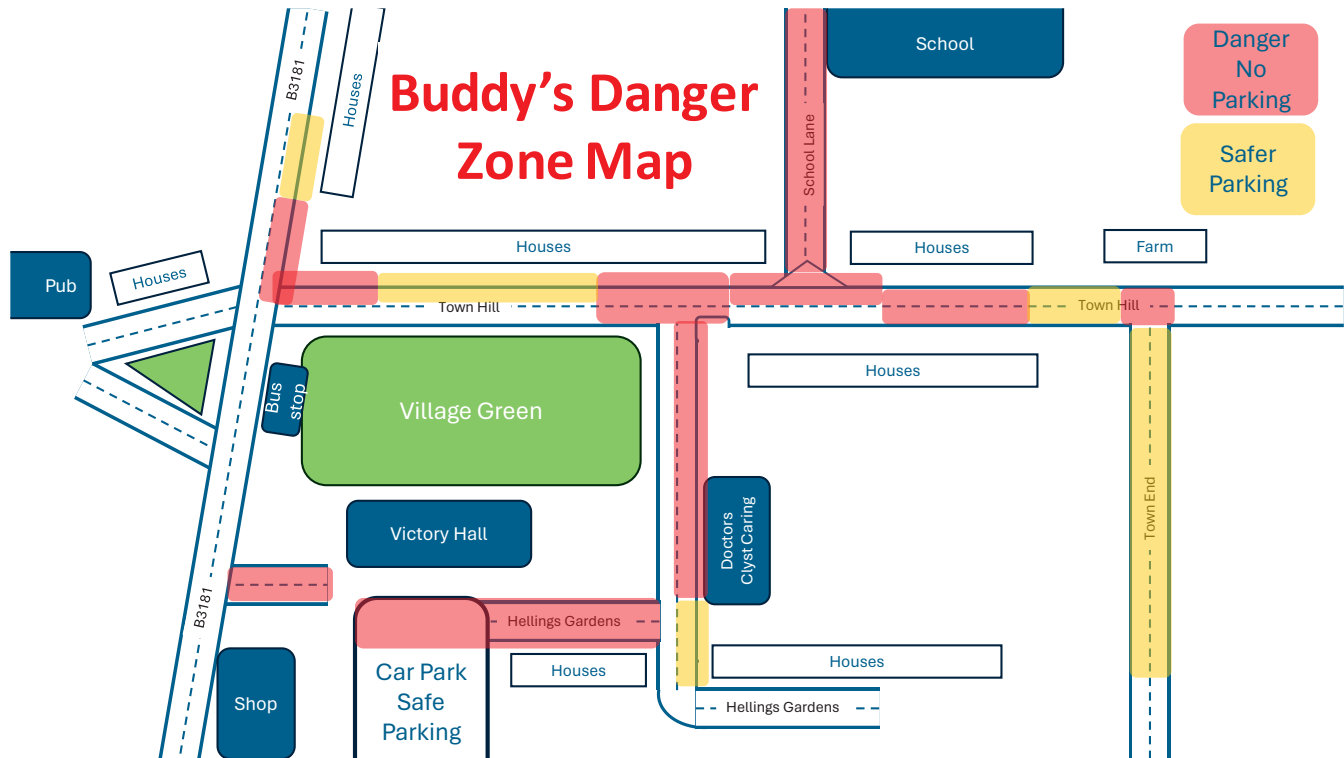 B3181
Houses
Buddy's Danger
Zone Map
School Lane
School
Danger
No
Parking
Safer
Parking
Pub
Houses
Houses
Houses
Farm
Town Hill
Town Hill
Bus
stop
Village Green
Houses
Victory Hall
Doctors
Clyst Caring
Town End
B3181
Hellings Gardens
Car Park
Safe
Parking
Houses
Houses
Shop
Hellings Gardens